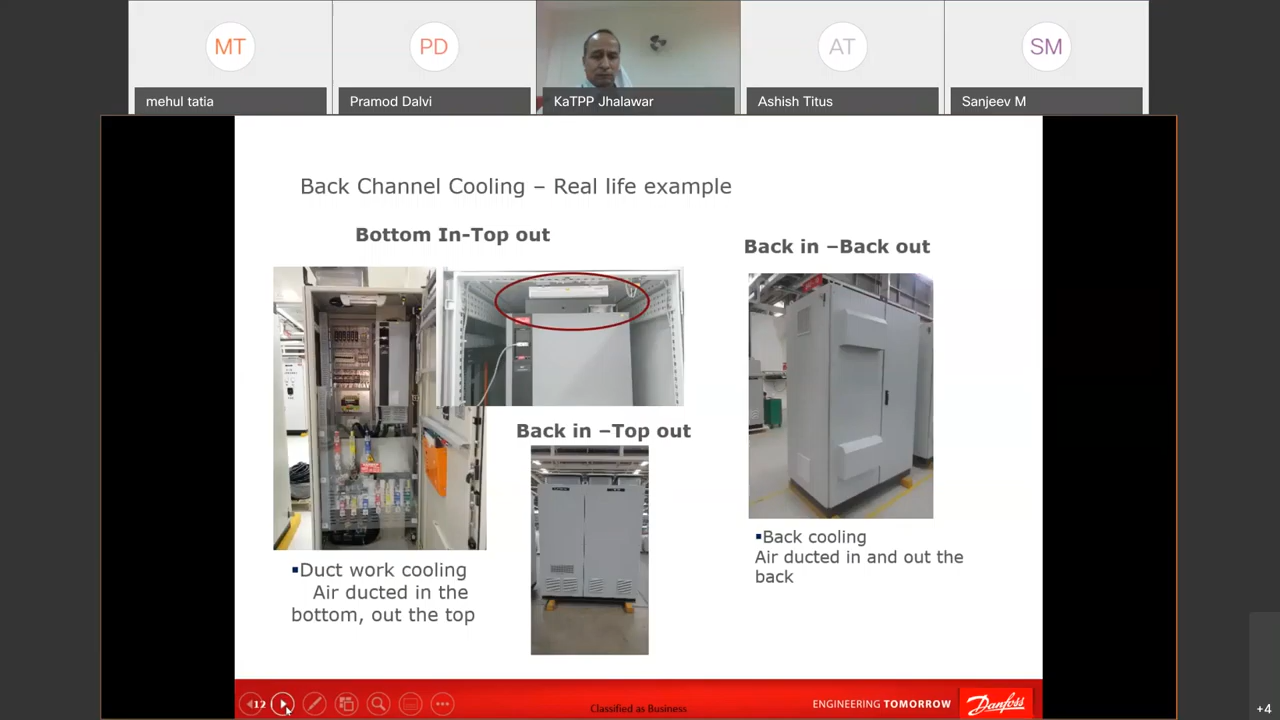 MT
PD
AT
SM
mehul tatia
Pramod Dalvi
KaTPP Jhalawar
Ashish Titus
Sanjeev M
Back Channel Cooling – Real life example
Bottom In-Top out
Back in –Back out
Back in –Top out
▪Back cooling
Air ducted in and out the
back
▪Duct work cooling
Air ducted in the
bottom, out the top
12
Classified as Business
ENGINEERING TOMORROW
Danfoss
+4